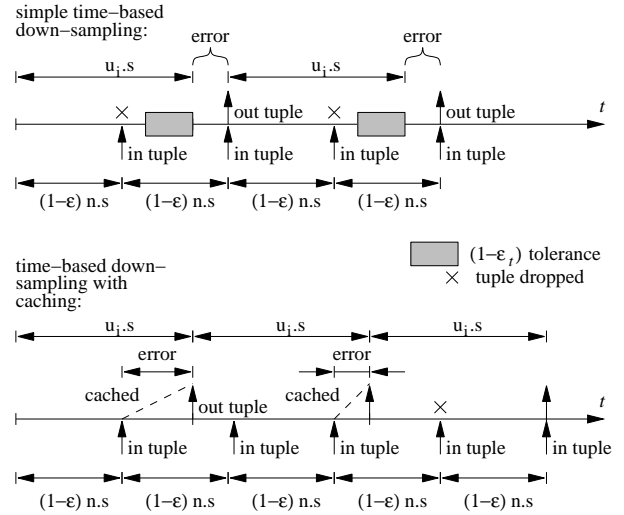 simple time−based
down−sampling:
error error
u_i.s u_i.s
× ×
out tuple out tuple
t
in tuple in tuple in tuple in tuple
(1−ε) n.s (1−ε) n.s (1−ε) n.s (1−ε) n.s
(1−ε_t) tolerance
× tuple dropped
time−based down−
sampling with
caching:
u_i.s u_i.s u_i.s
error error
cached cached
×
t
out tuple
in tuple in tuple in tuple in tuple in tuple
(1−ε) n.s (1−ε) n.s (1−ε) n.s (1−ε) n.s (1−ε) n.s